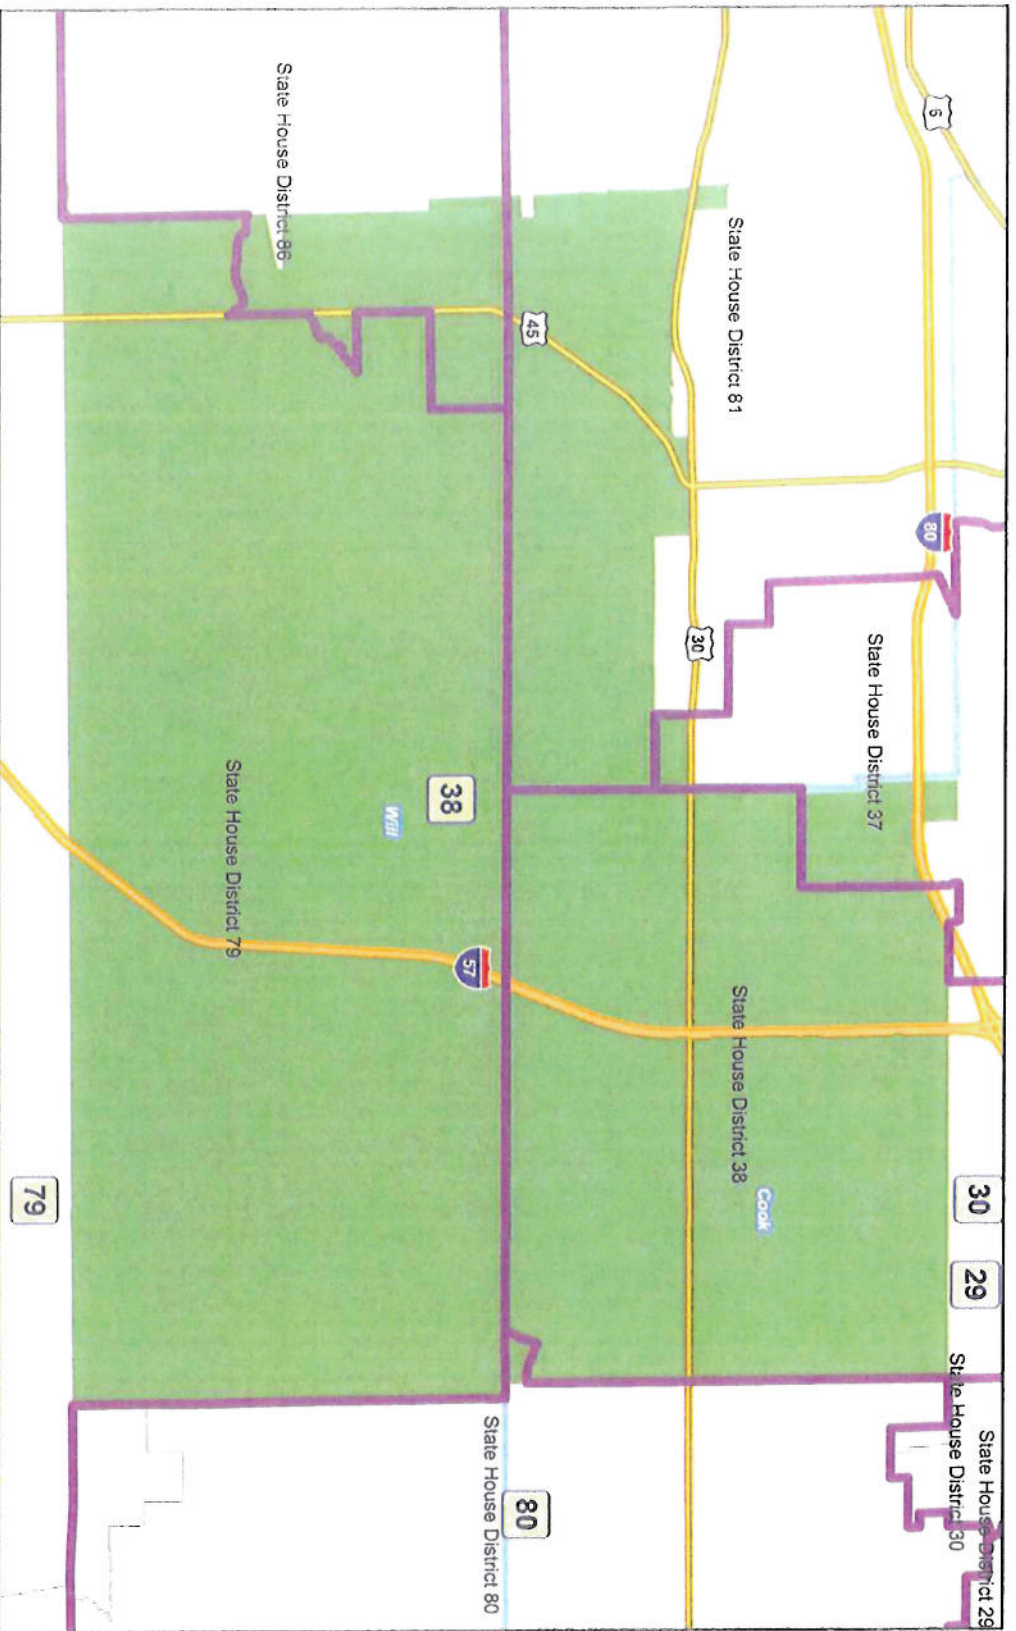 6
State House District 81
State House District 86
45
80
30
State House District 37
38
Will
State House District 79
57
State House District 38
Cook
30
29
79
State House District 30
State House District 29
80
State House District 80